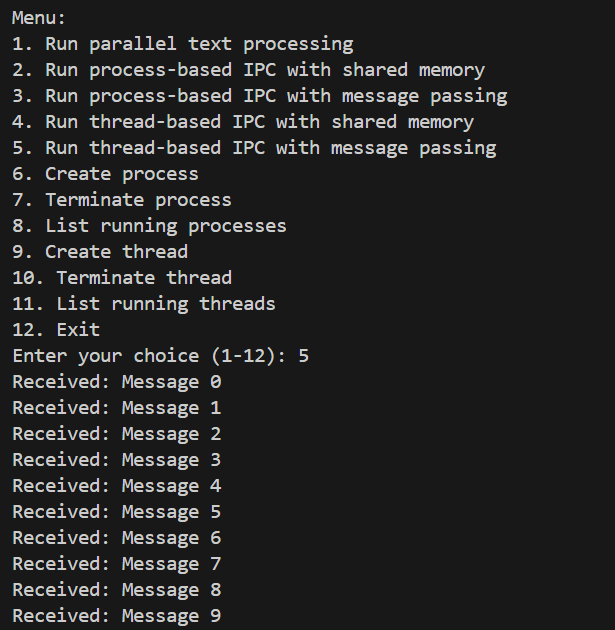 Menu:
1. Run parallel text processing
2. Run process-based IPC with shared memory
3. Run process-based IPC with message passing
4. Run thread-based IPC with shared memory
5. Run thread-based IPC with message passing
6. Create process
7. Terminate process
8. List running processes
9. Create thread
10. Terminate thread
11. List running threads
12. Exit
Enter your choice (1-12): 5
Received: Message 0
Received: Message 1
Received: Message 2
Received: Message 3
Received: Message 4
Received: Message 5
Received: Message 6
Received: Message 7
Received: Message 8
Received: Message 9